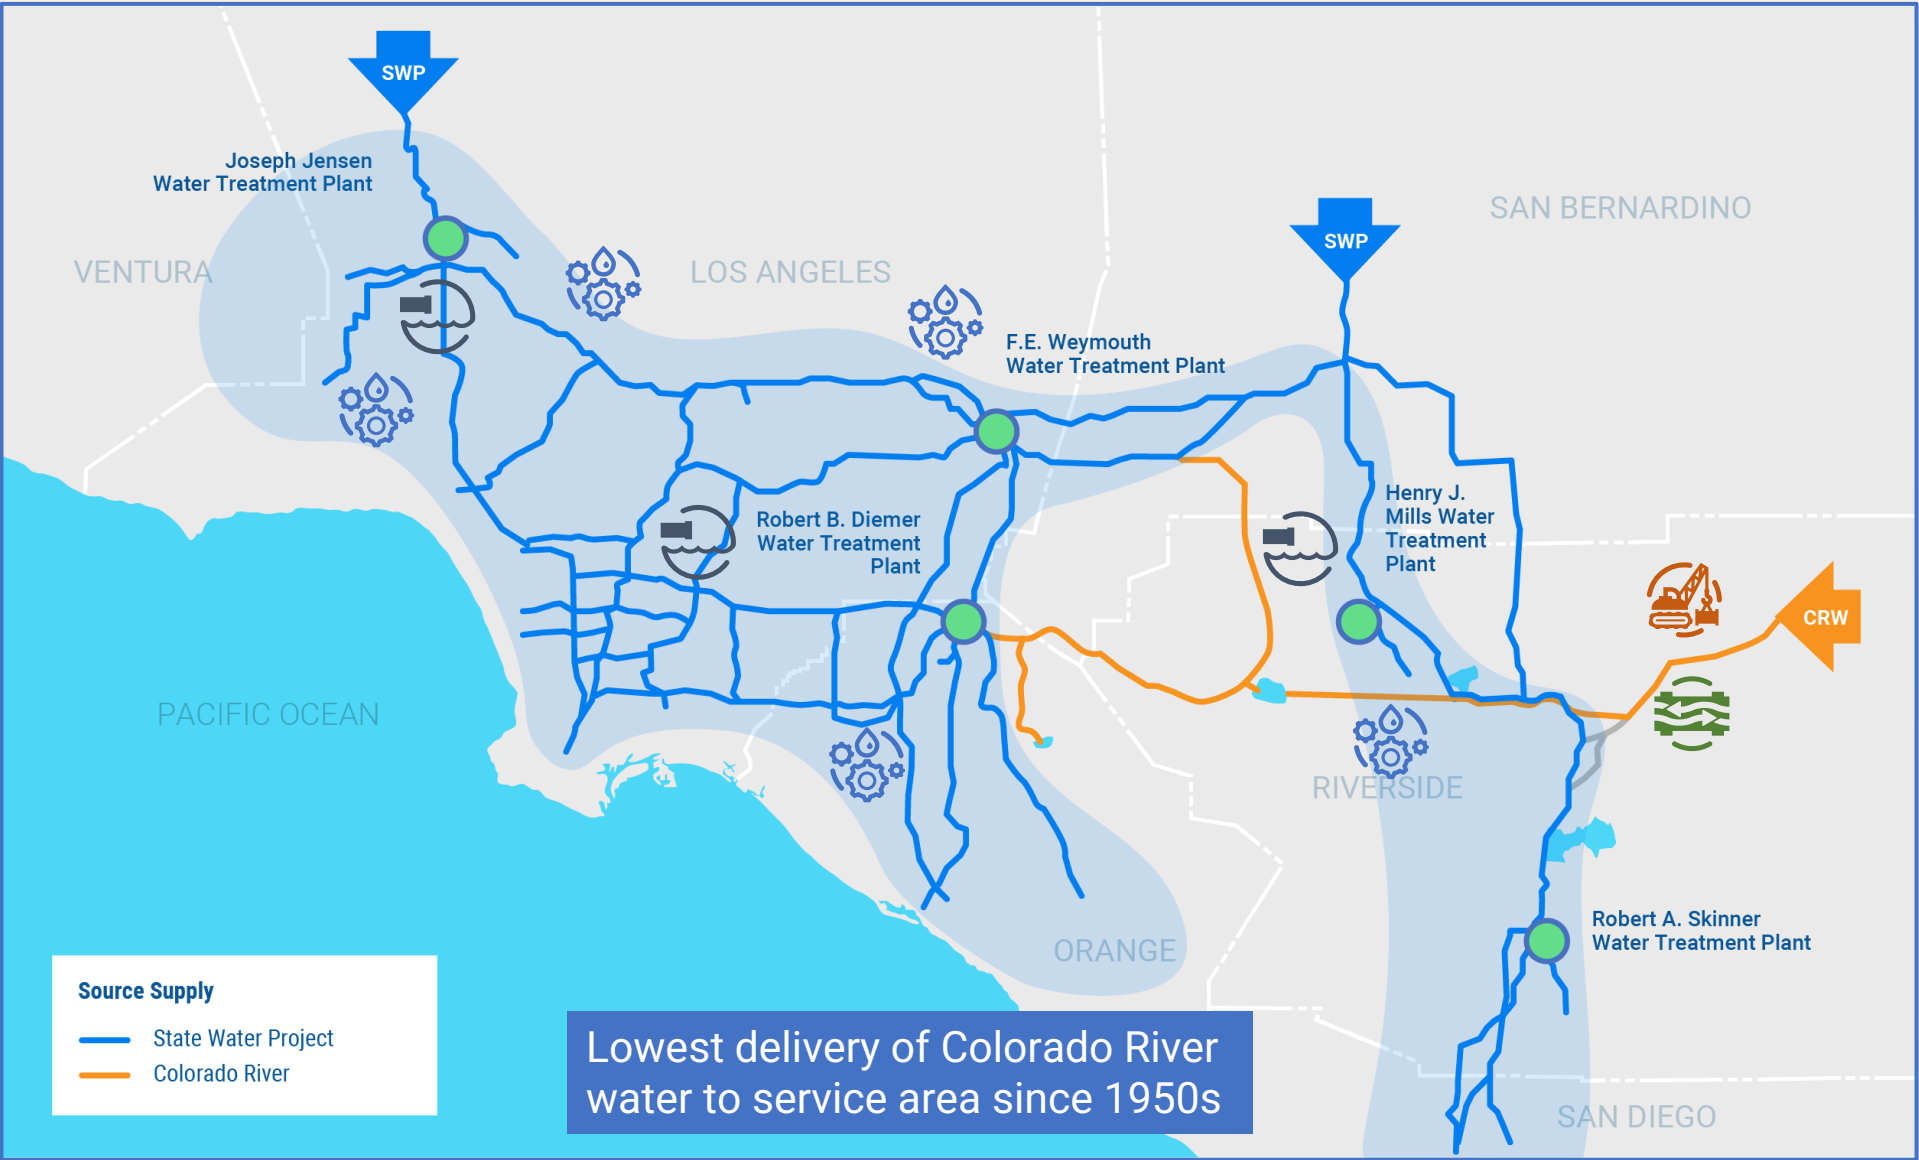 SWP
Joseph Jensen
Water Treatment Plant
VENTURA
LOS ANGELES
SWP
SAN BERNARDINO
F.E. Weymouth
Water Treatment Plant
Robert B. Diemer
Water Treatment
Plant
Henry J.
Mills Water
Treatment
Plant
CRW
PACIFIC OCEAN
RIVERSIDE
ORANGE
Robert A. Skinner
Water Treatment Plant
SAN DIEGO
Source Supply
State Water Project
Colorado River
Lowest delivery of Colorado River
water to service area since 1950s